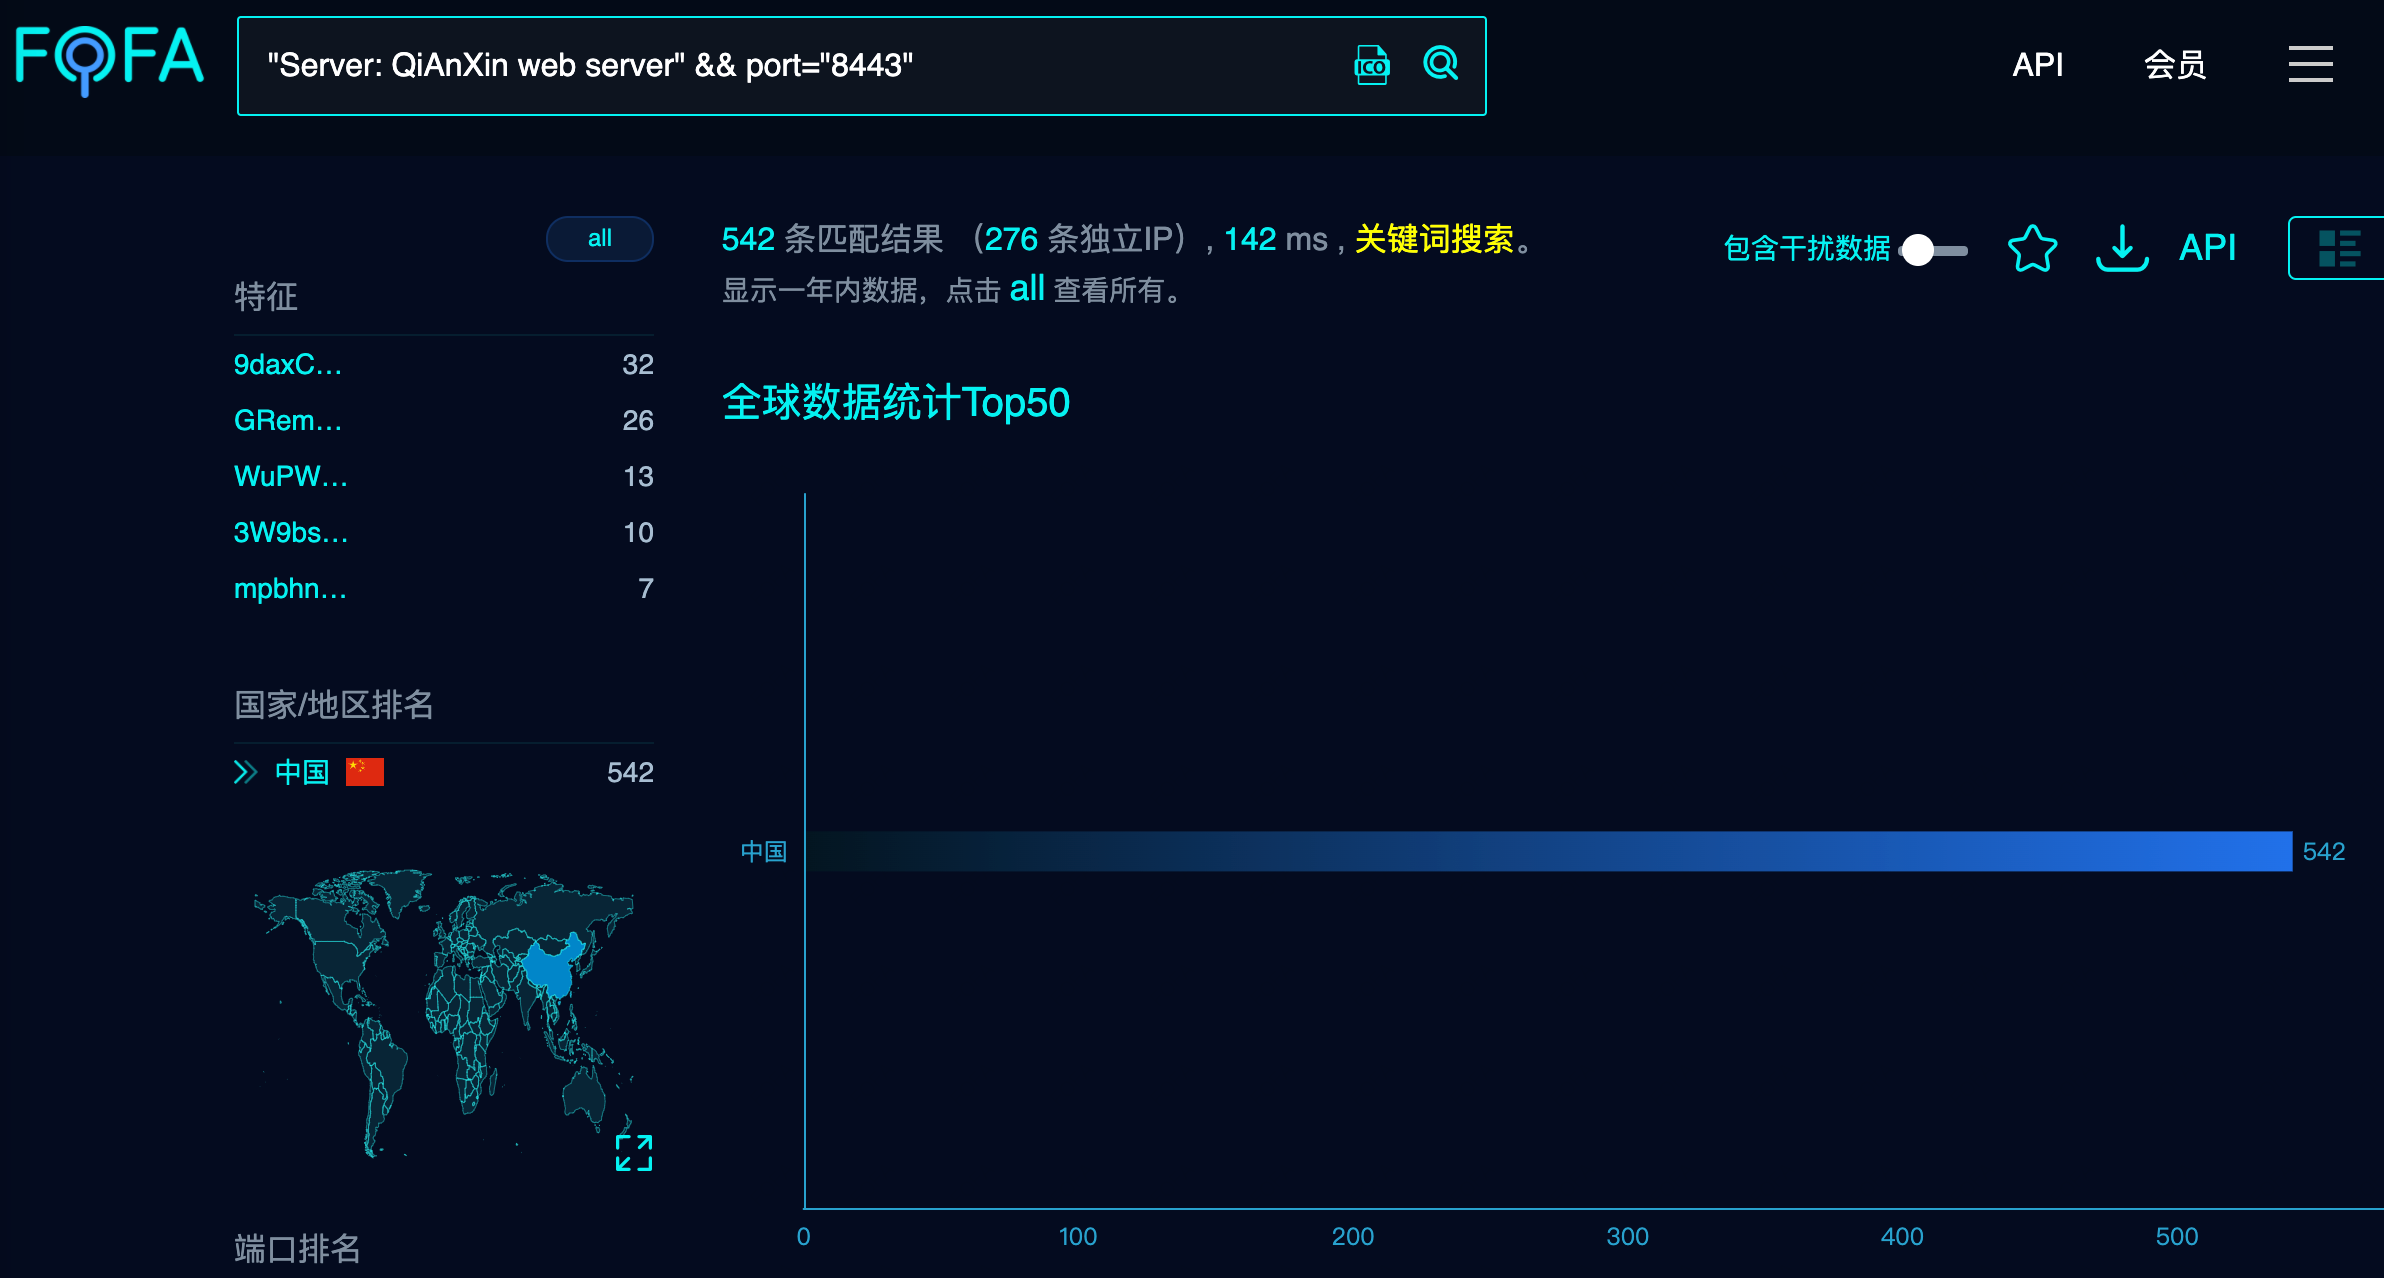 FOFA
"Server: QiAnXin web server" && port="8443"
ICO
API
会员
all
542 条匹配结果 （276 条独立IP）, 142 ms , 关键词搜索。
显示一年内数据，点击 all 查看所有。
包含干扰数据
API
特征
9daxC... 32
GRem... 26
WuPW... 13
3W9bs... 10
mpbhn... 7
国家/地区排名
中国 542
端口排名
全球数据统计Top50
中国
542
0 100 200 300 400 500